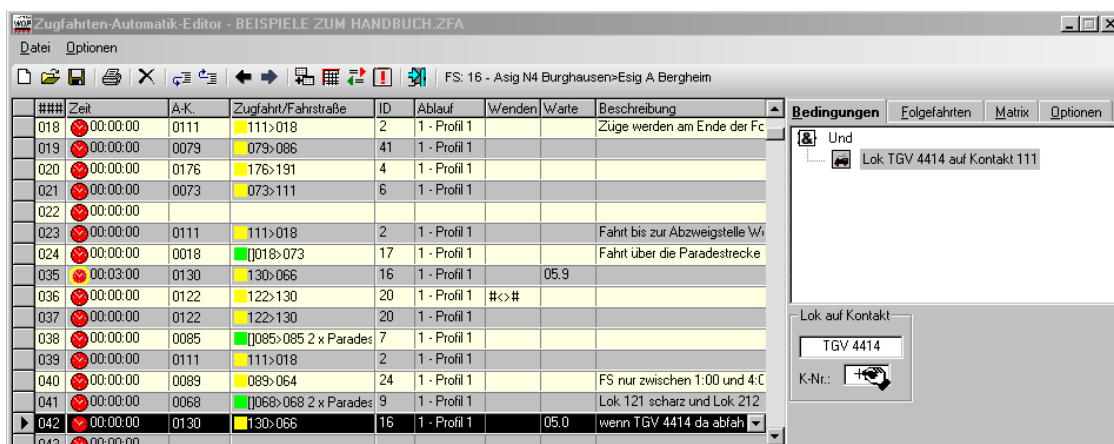 Zugfahrten-Automatik-Editor - BEISPIELE ZUM HANDBUCH.ZFA
Datei Optionen
FS: 16 - Asig N4 Burghausen>Esig A Bergheim
### Zeit A-K. Zugfahrt/Fahrstraße ID Ablauf Wenden Warte Beschreibung
018 00:00:00 0111 111>018 2 1 - Profil 1 Züge werden am Ende der Fc
019 00:00:00 0079 079>086 41 1 - Profil 1
020 00:00:00 0176 176>191 4 1 - Profil 1
021 00:00:00 0073 073>111 6 1 - Profil 1
022 00:00:00
023 00:00:00 0111 111>018 2 1 - Profil 1 Fahrt bis zur Abzweigstelle W
024 00:00:00 0018 []018>073 17 1 - Profil 1 Fahrt über die Paradestrecke
035 00:03:00 0130 130>066 16 1 - Profil 1 05.9
036 00:00:00 0122 122>130 20 1 - Profil 1 #<>#
037 00:00:00 0122 122>130 20 1 - Profil 1
038 00:00:00 0085 []085>085 2 x Parades 7 1 - Profil 1
039 00:00:00 0111 111>018 2 1 - Profil 1
040 00:00:00 0089 089>064 24 1 - Profil 1 FS nur zwischen 1:00 und 4:0
041 00:00:00 0068 []068>068 2 x Parades 9 1 - Profil 1 Lok 121 scharz und Lok 212
042 00:00:00 0130 130>066 16 1 - Profil 1 05.0 wenn TGV 4414 da abfah
043 00:00:00
Bedingungen Folgefahrten Matrix Optionen
& Und
Lok TGV 4414 auf Kontakt 111
Lok auf Kontakt
TGV 4414
K-Nr.: